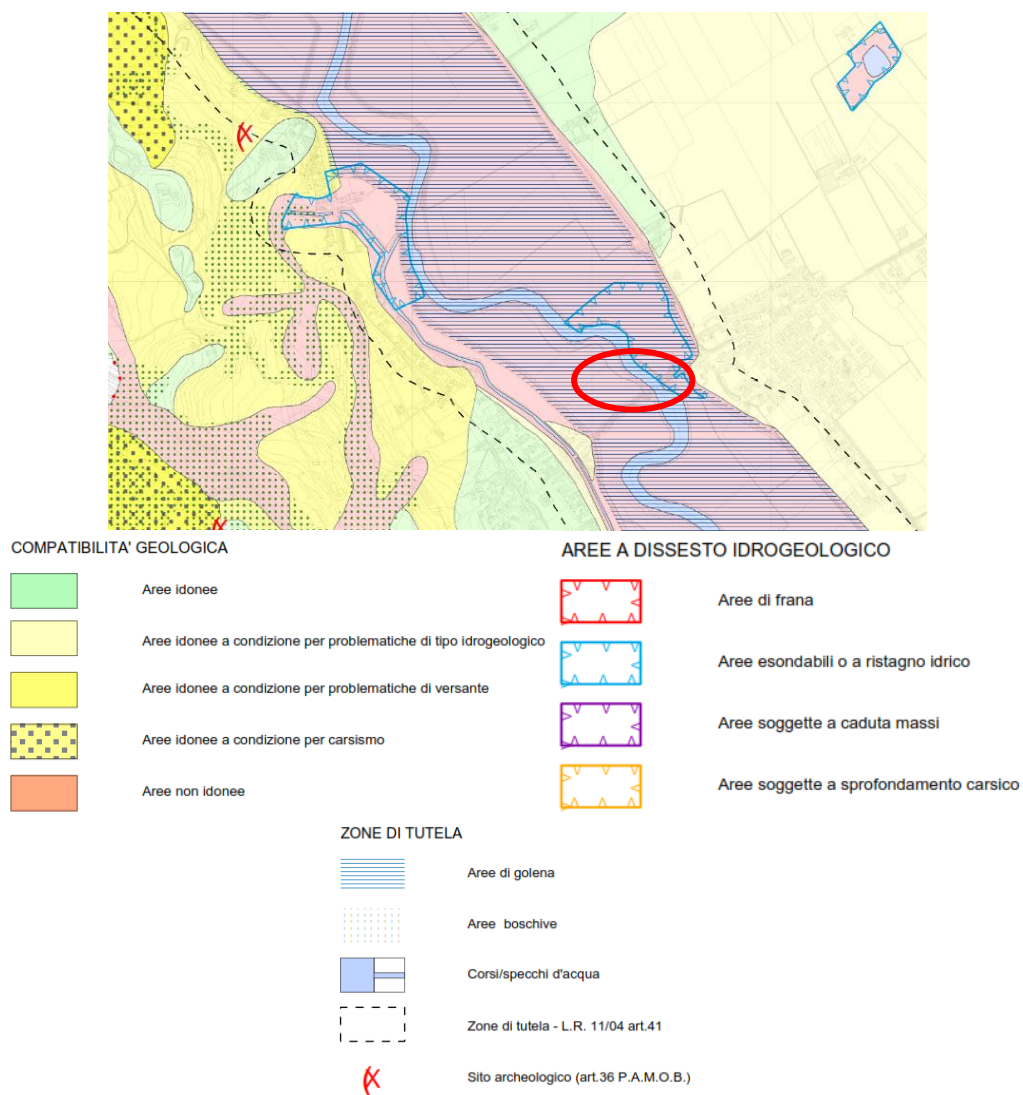 COMPATIBILITA' GEOLOGICA
Aree idonee
Aree idonee a condizione per problematiche di tipo idrogeologico
Aree idonee a condizione per problematiche di versante
Aree idonee a condizione per carsismo
Aree non idonee
AREE A DISSESTO IDROGEOLOGICO
Aree di frana
Aree esondabili o a ristagno idrico
Aree soggette a caduta massi
Aree soggette a sprofondamento carsico
ZONE DI TUTELA
Aree di golena
Aree boschive
Corsi/specchi d'acqua
Zone di tutela - L.R. 11/04 art.41
Sito archeologico (art.36 P.A.M.O.B.)